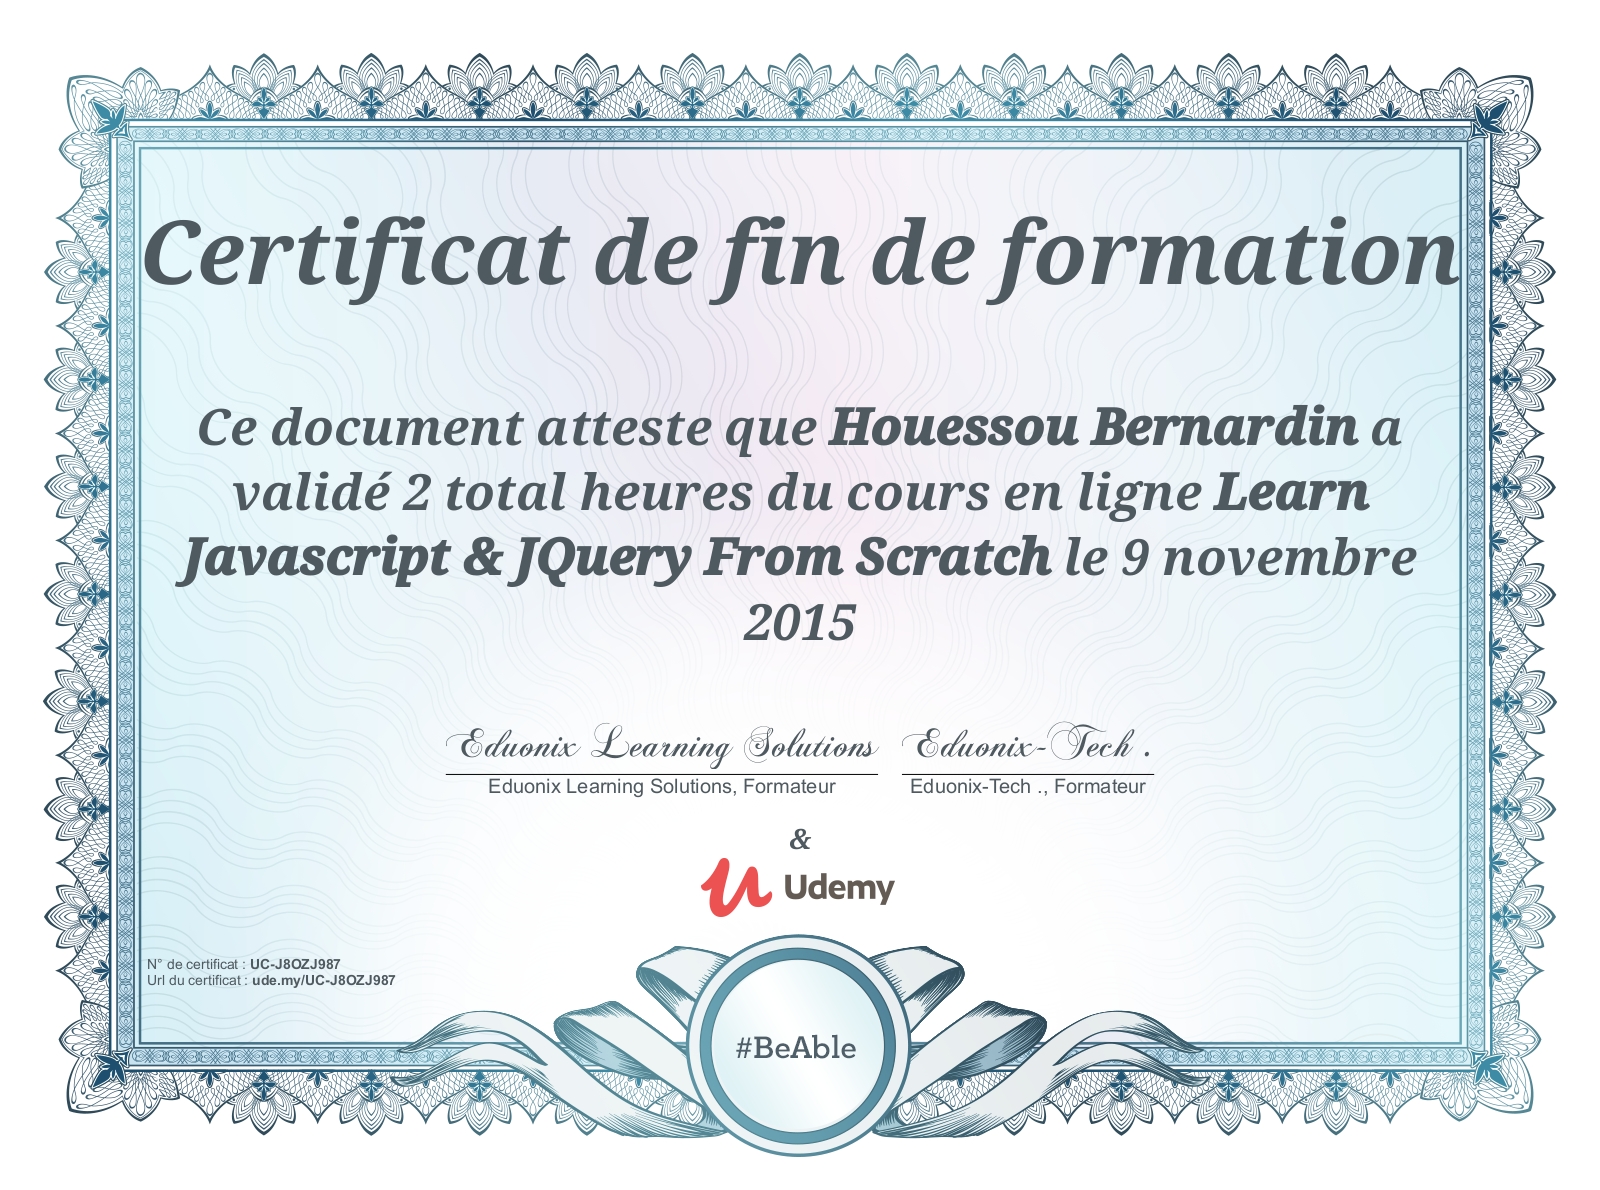 Certificat de fin de formation
Ce document atteste que Houessou Bernardin a
validé 2 total heures du cours en ligne Learn
Javascript & JQuery From Scratch le 9 novembre
2015
Eduonix Learning Solutions
Eduonix-Tech .
Eduonix Learning Solutions, Formateur
Eduonix-Tech ., Formateur
&
Udemy
N° de certificat : UC-J8OZJ987
Url du certificat : ude.my/UC-J8OZJ987
#BeAble